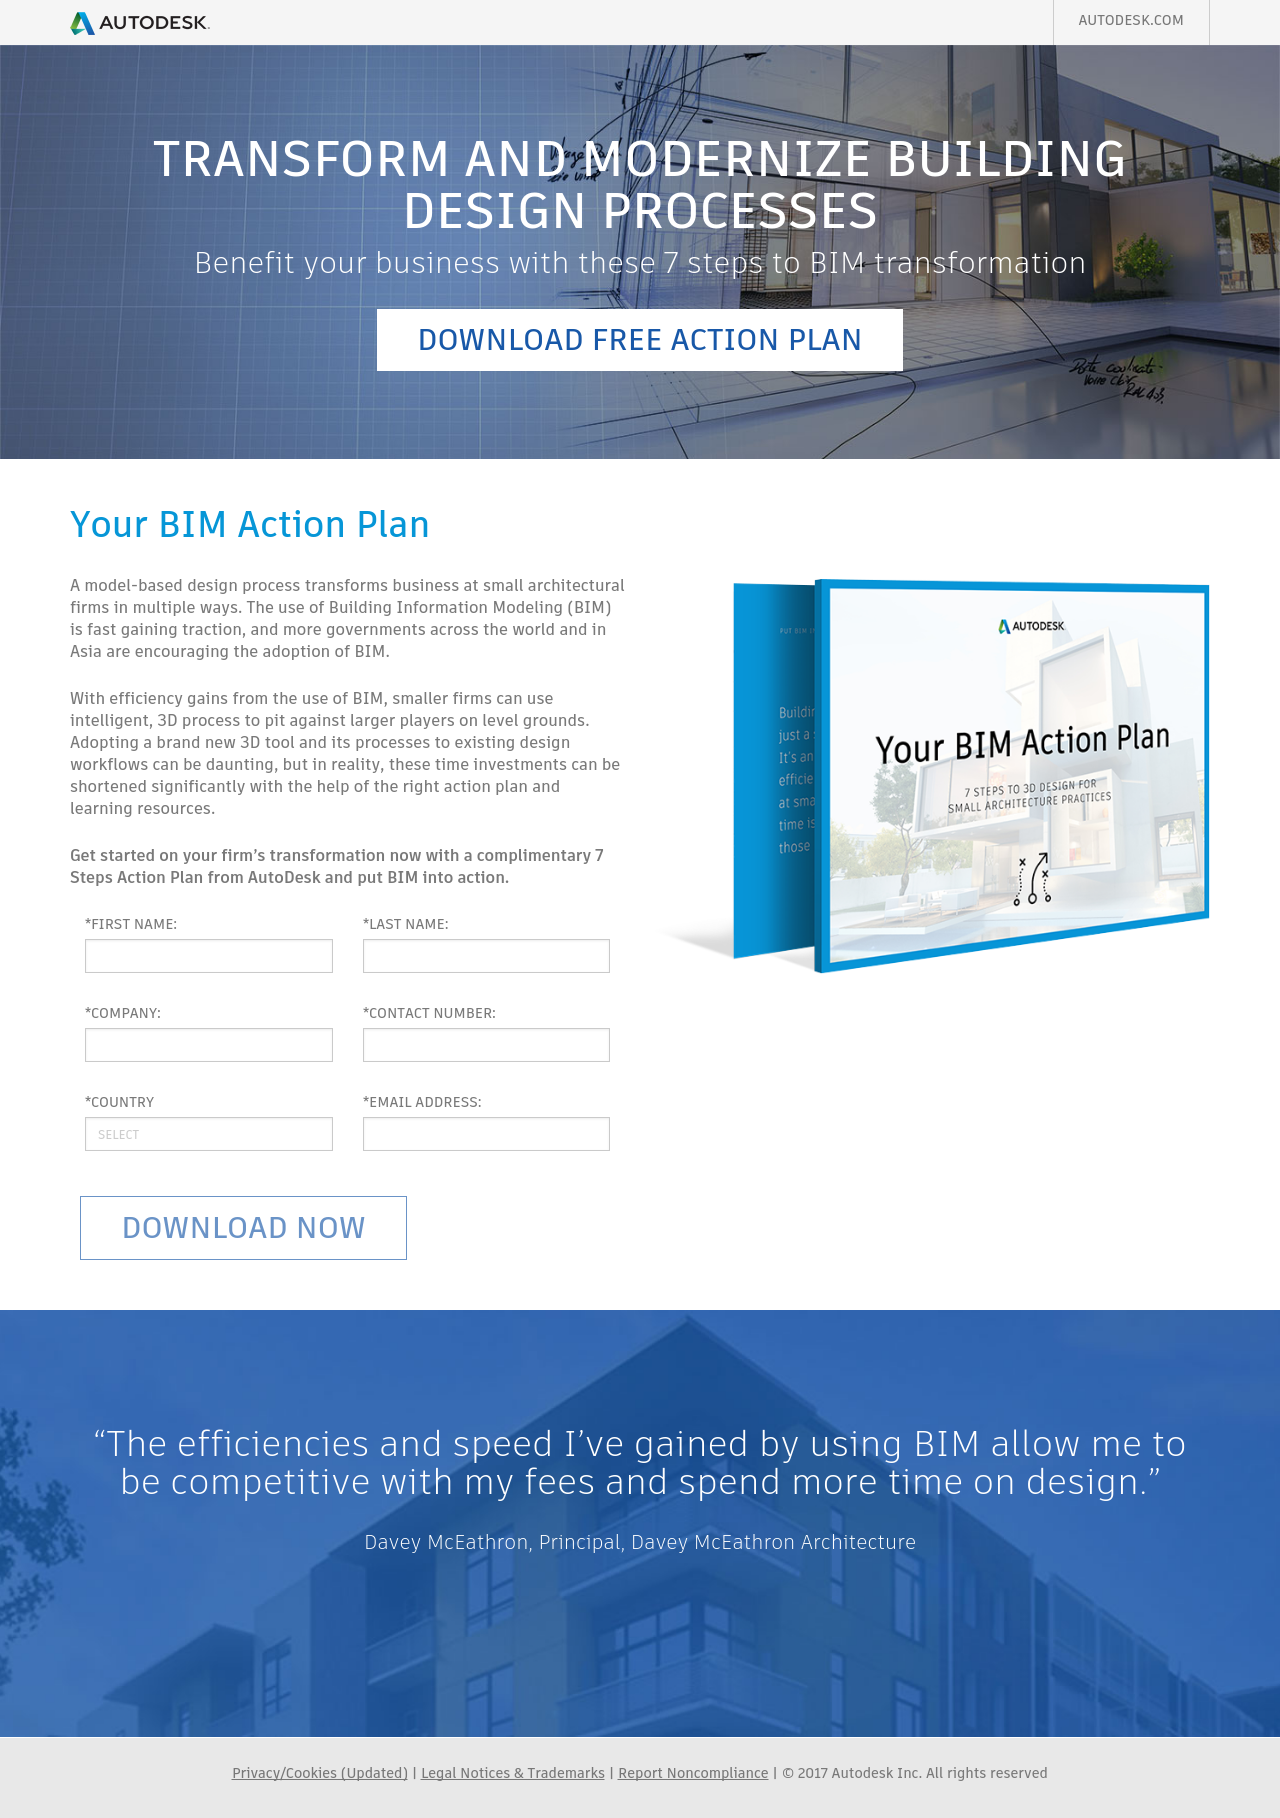 AUTODESK.
AUTODESK.COM
TRANSFORM AND MODERNIZE BUILDING
DESIGN PROCESSES
Benefit your business with these 7 steps to BIM transformation
DOWNLOAD FREE ACTION PLAN
Your BIM Action Plan
A model-based design process transforms business at small architectural
firms in multiple ways. The use of Building Information Modeling (BIM)
is fast gaining traction, and more governments across the world and in
Asia are encouraging the adoption of BIM.
With efficiency gains from the use of BIM, smaller firms can use
intelligent, 3D process to pit against larger players on level grounds.
Adopting a brand new 3D tool and its processes to existing design
workflows can be daunting, but in reality, these time investments can be
shortened significantly with the help of the right action plan and
learning resources.
Get started on your firm’s transformation now with a complimentary 7
Steps Action Plan from AutoDesk and put BIM into action.
*FIRST NAME:
*LAST NAME:
*COMPANY:
*CONTACT NUMBER:
*COUNTRY
*EMAIL ADDRESS:
SELECT
DOWNLOAD NOW
PUT BIM
just a
It's an
at
time is
those
AUTODESK
Your BIM Action Plan
7 STEPS TO 3D DESIGN FOR
SMALL ARCHITECTURE PRACTICES
“The efficiencies and speed I’ve gained by using BIM allow me to
be competitive with my fees and spend more time on design.”
Davey McEathron, Principal, Davey McEathron Architecture
Privacy/Cookies (Updated) | Legal Notices & Trademarks | Report Noncompliance | © 2017 Autodesk Inc. All rights reserved